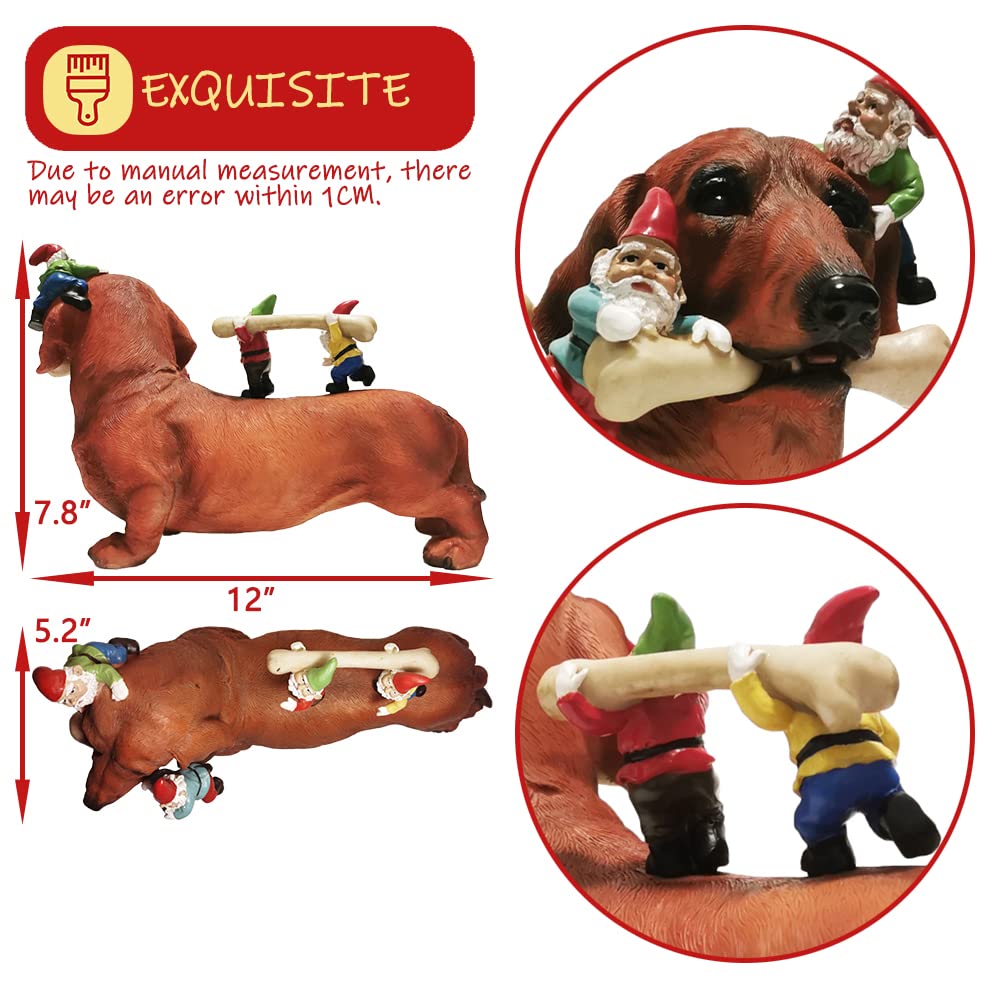 EXQUISITE
Due to manual measurement, there
may be an error within 1CM.
7.8"
12"
5.2"